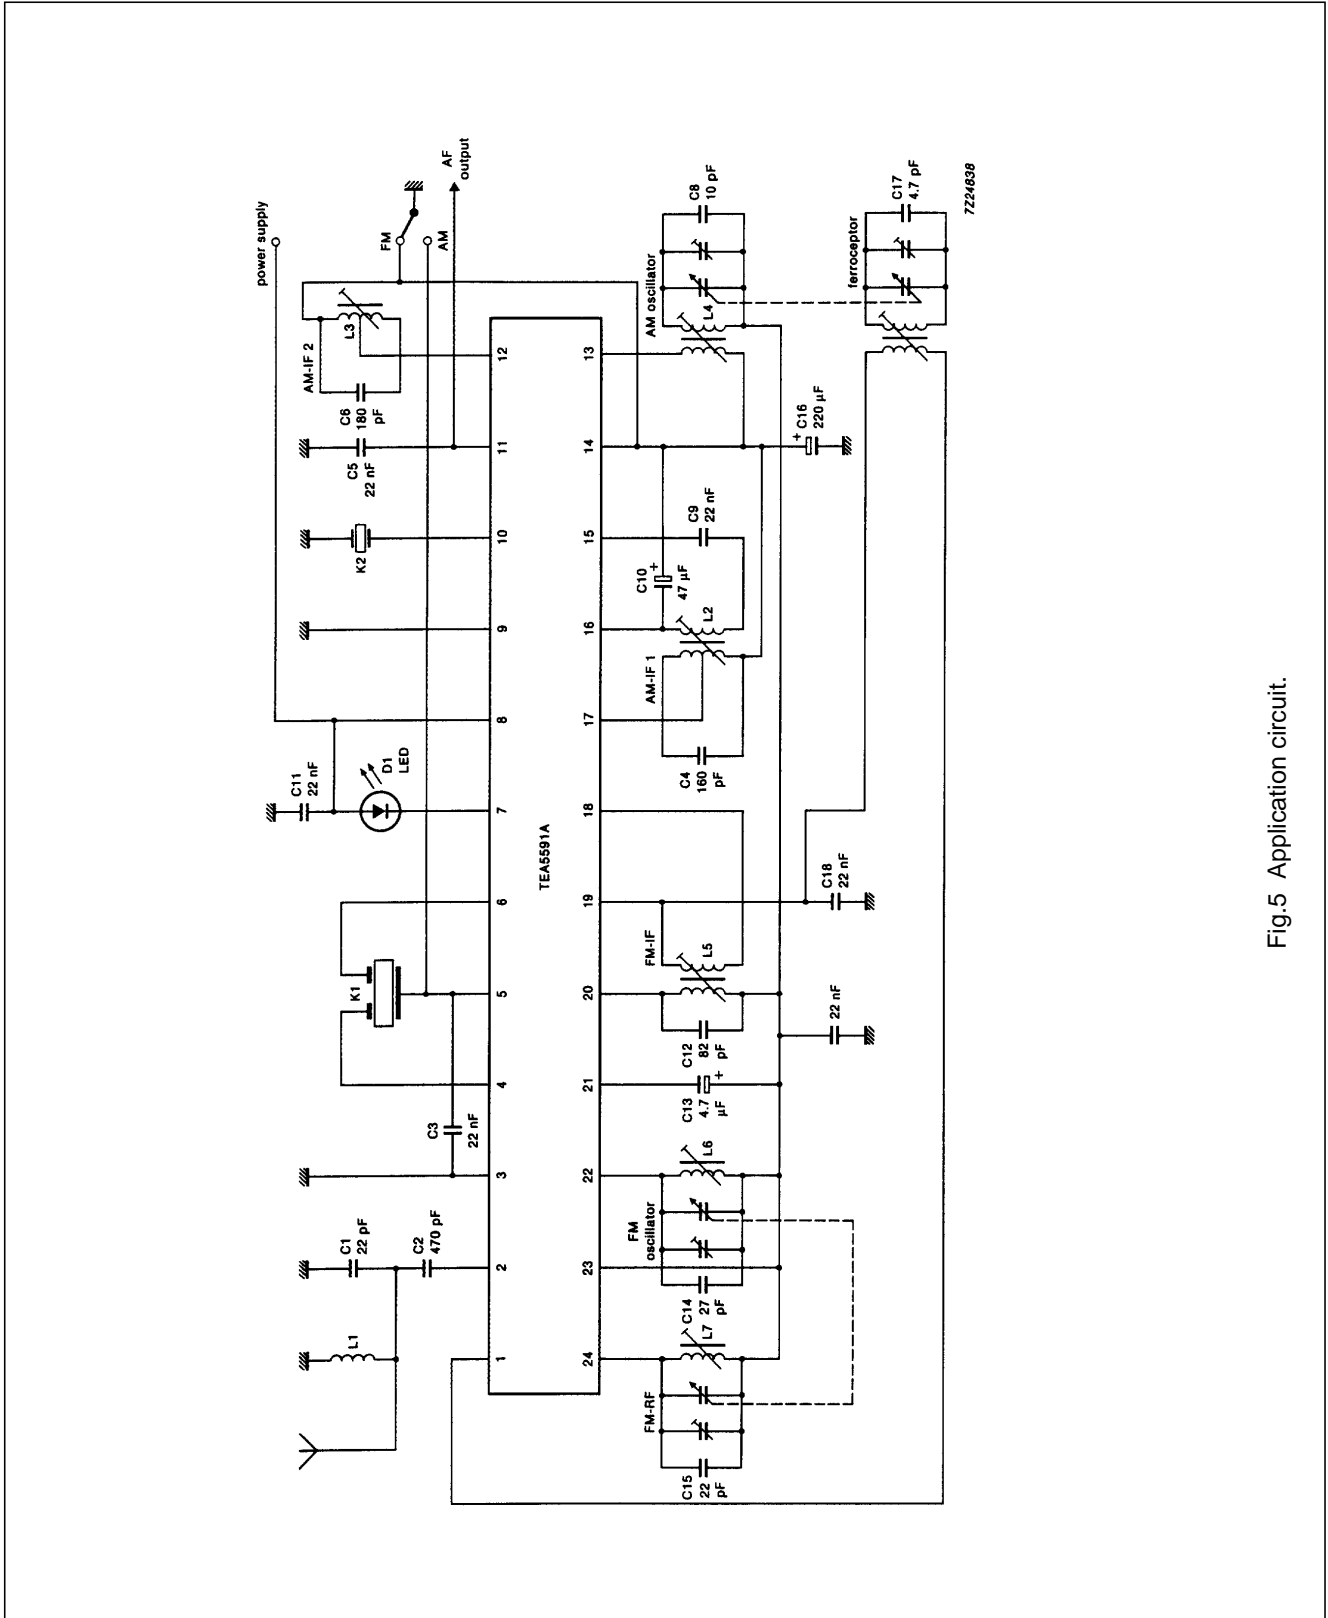 power supply
FM
AM
AF
output
AM-IF 2
L3
C6
180
pF
C5
22 nF
K2
C11
22 nF
D1
LED
K1
C3
22 nF
C1
22 pF
C2
470 pF
L1
1
2
3
4
5
6
7
8
9
10
11
12
TEA5591A
24
23
22
21
20
19
18
17
16
15
14
13
FM-RF
C15
22
pF
L7
FM
oscillator
C14
27
pF
L6
C13
4.7
µF
+
FM-IF
C12
82
pF
L5
22 nF
C18
22 nF
AM-IF 1
C4
160
pF
L2
C10
+
47 µF
C9
22 nF
+
C16
220 µF
AM oscillator
L4
C8
10 pF
ferroceptor
C17
4.7 pF
7Z24838
Fig.5 Application circuit.